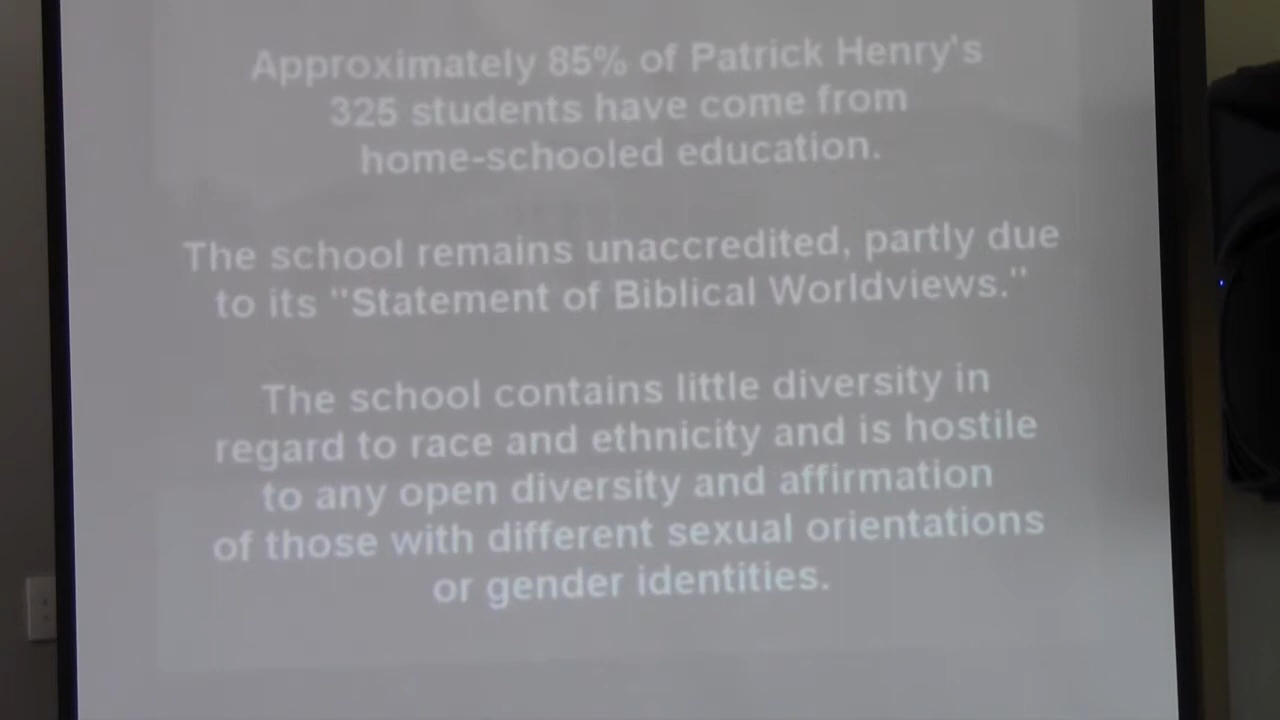 Approximately 85% of Patrick Henry's
325 students have come from
home-schooled education.
The school remains unaccredited, partly due
to its "Statement of Biblical Worldviews."
The school contains little diversity in
regard to race and ethnicity and is hostile
to any open diversity and affirmation
of those with different sexual orientations
or gender identities.